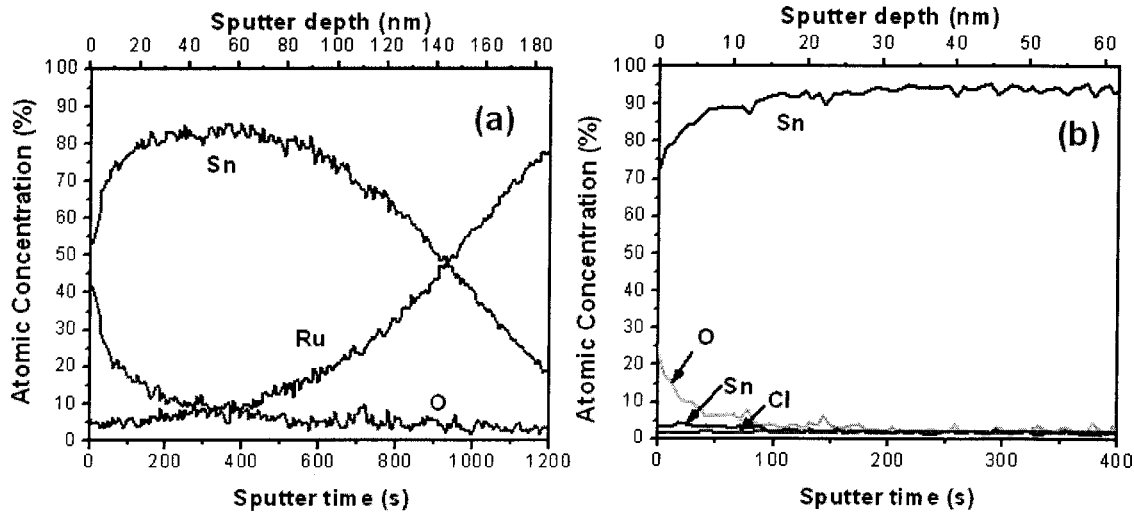 Sputter depth (nm)
0 20 40 60 80 100 120 140 160 180
100
90
80
70
60
50
40
30
20
10
0
Atomic Concentration (%)
(a)
Sn
Ru
O
0 200 400 600 800 1000 1200
Sputter time (s)
Sputter depth (nm)
0 10 20 30 40 50 60
100
90
80
70
60
50
40
30
20
10
0
Atomic Concentration (%)
Sn
(b)
O
Sn
Cl
0 100 200 300 400
Sputter time (s)